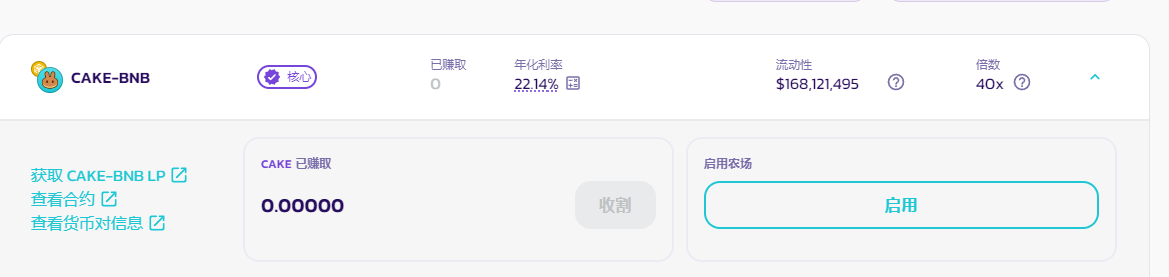 CAKE-BNB
核心
已赚取
0
年化利率
22.14%
流动性
$168,121,495
倍数
40x
获取 CAKE-BNB LP
查看合约
查看货币对信息
CAKE 已赚取
0.00000
收割
启用农场
启用